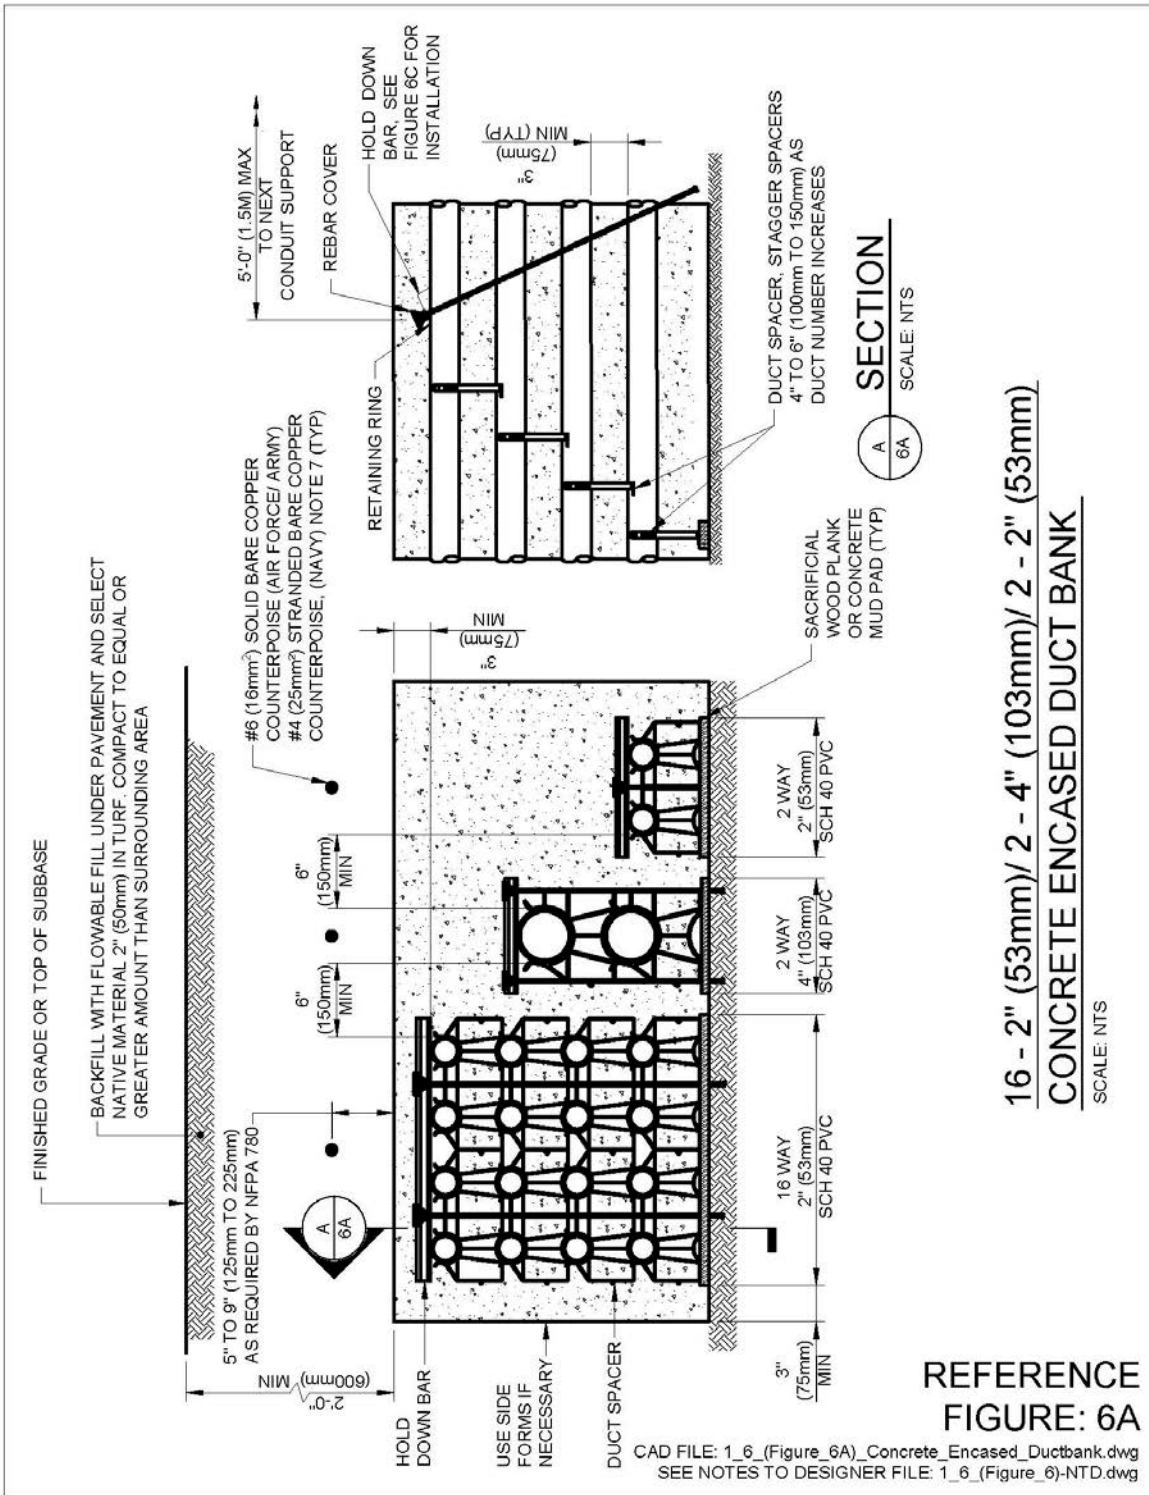 FINISHED GRADE OR TOP OF SUBBASE
BACKFILL WITH FLOWABLE FILL UNDER PAVEMENT AND SELECT
NATIVE MATERIAL 2" (50mm) IN TURF. COMPACT TO EQUAL OR
GREATER AMOUNT THAN SURROUNDING AREA
5" TO 9" (125mm TO 225mm)
AS REQUIRED BY NFPA 780
2'-0"
(600mm) MIN
#6 (16mm²) SOLID BARE COPPER
COUNTERPOISE (AIR FORCE/ ARMY)
#4 (25mm²) STRANDED BARE COPPER
COUNTERPOISE, (NAVY) NOTE 7 (TYP)
A
6A
6"
(150mm)
MIN
6"
(150mm)
MIN
3"
(75mm)
MIN
HOLD
DOWN BAR
USE SIDE
FORMS IF
NECESSARY
DUCT SPACER
3"
(75mm)
MIN
16 WAY
2" (53mm)
SCH 40 PVC
2 WAY
4" (103mm)
SCH 40 PVC
2 WAY
2" (53mm)
SCH 40 PVC
SACRIFICIAL
WOOD PLANK
OR CONCRETE
MUD PAD (TYP)
5'-0" (1.5M) MAX
TO NEXT
CONDUIT SUPPORT
REBAR COVER
RETAINING RING
HOLD DOWN
BAR, SEE
FIGURE 6C FOR
INSTALLATION
3"
(75mm)
MIN (TYP)
DUCT SPACER, STAGGER SPACERS
4" TO 6" (100mm TO 150mm) AS
DUCT NUMBER INCREASES
A
6A
SECTION
SCALE: NTS
16 - 2" (53mm)/ 2 - 4" (103mm)/ 2 - 2" (53mm)
CONCRETE ENCASED DUCT BANK
SCALE: NTS
REFERENCE
FIGURE: 6A
CAD FILE: 1_6_(Figure_6A)_Concrete_Encased_Ductbank.dwg
SEE NOTES TO DESIGNER FILE: 1_6_(Figure_6)-NTD.dwg